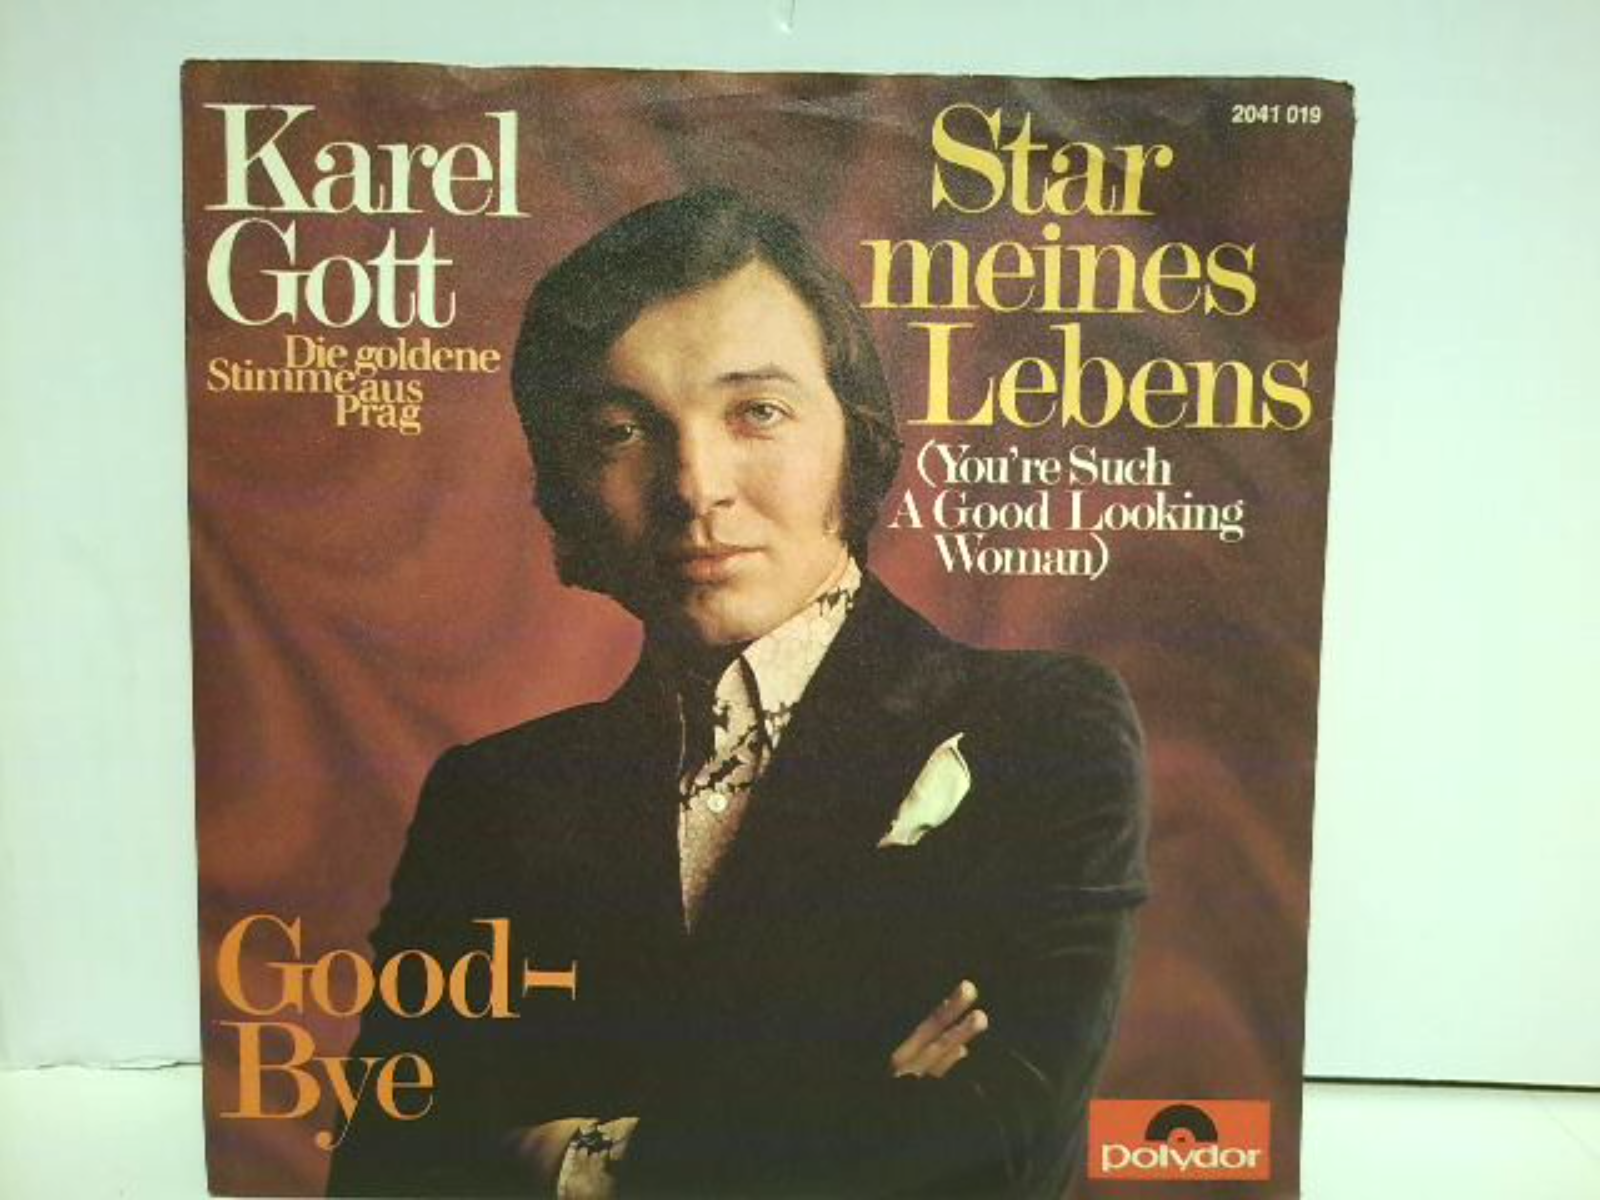 Karel
Gott
Die goldene
Stimme aus
Prag
2041 019
Star
meines
Lebens
(You're Such
A Good Looking
Woman)
Good-
Bye
polydor